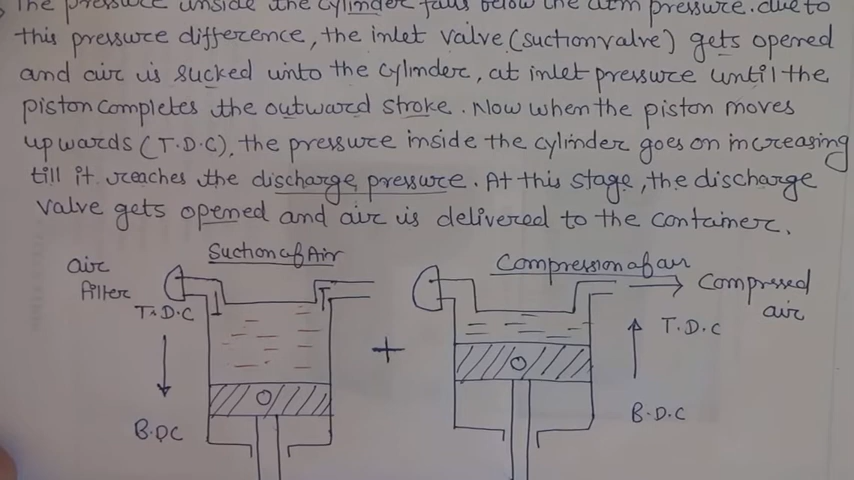 The pressure inside the cylinder falls below the atm pressure. due to
this pressure difference, the inlet valve (suction valve) gets opened
and air is sucked into the cylinder, at inlet pressure until the
piston completes the outward stroke. Now when the piston moves
upwards (T.D.C), the pressure inside the cylinder goes on increasing
till it reaches the discharge pressure. At this stage, the discharge
valve gets opened and air is delivered to the container.
Suction of Air
air
filter
T.D.C
B.DC
+
Compression of air
Compressed
air
T.D.C
B.D.C